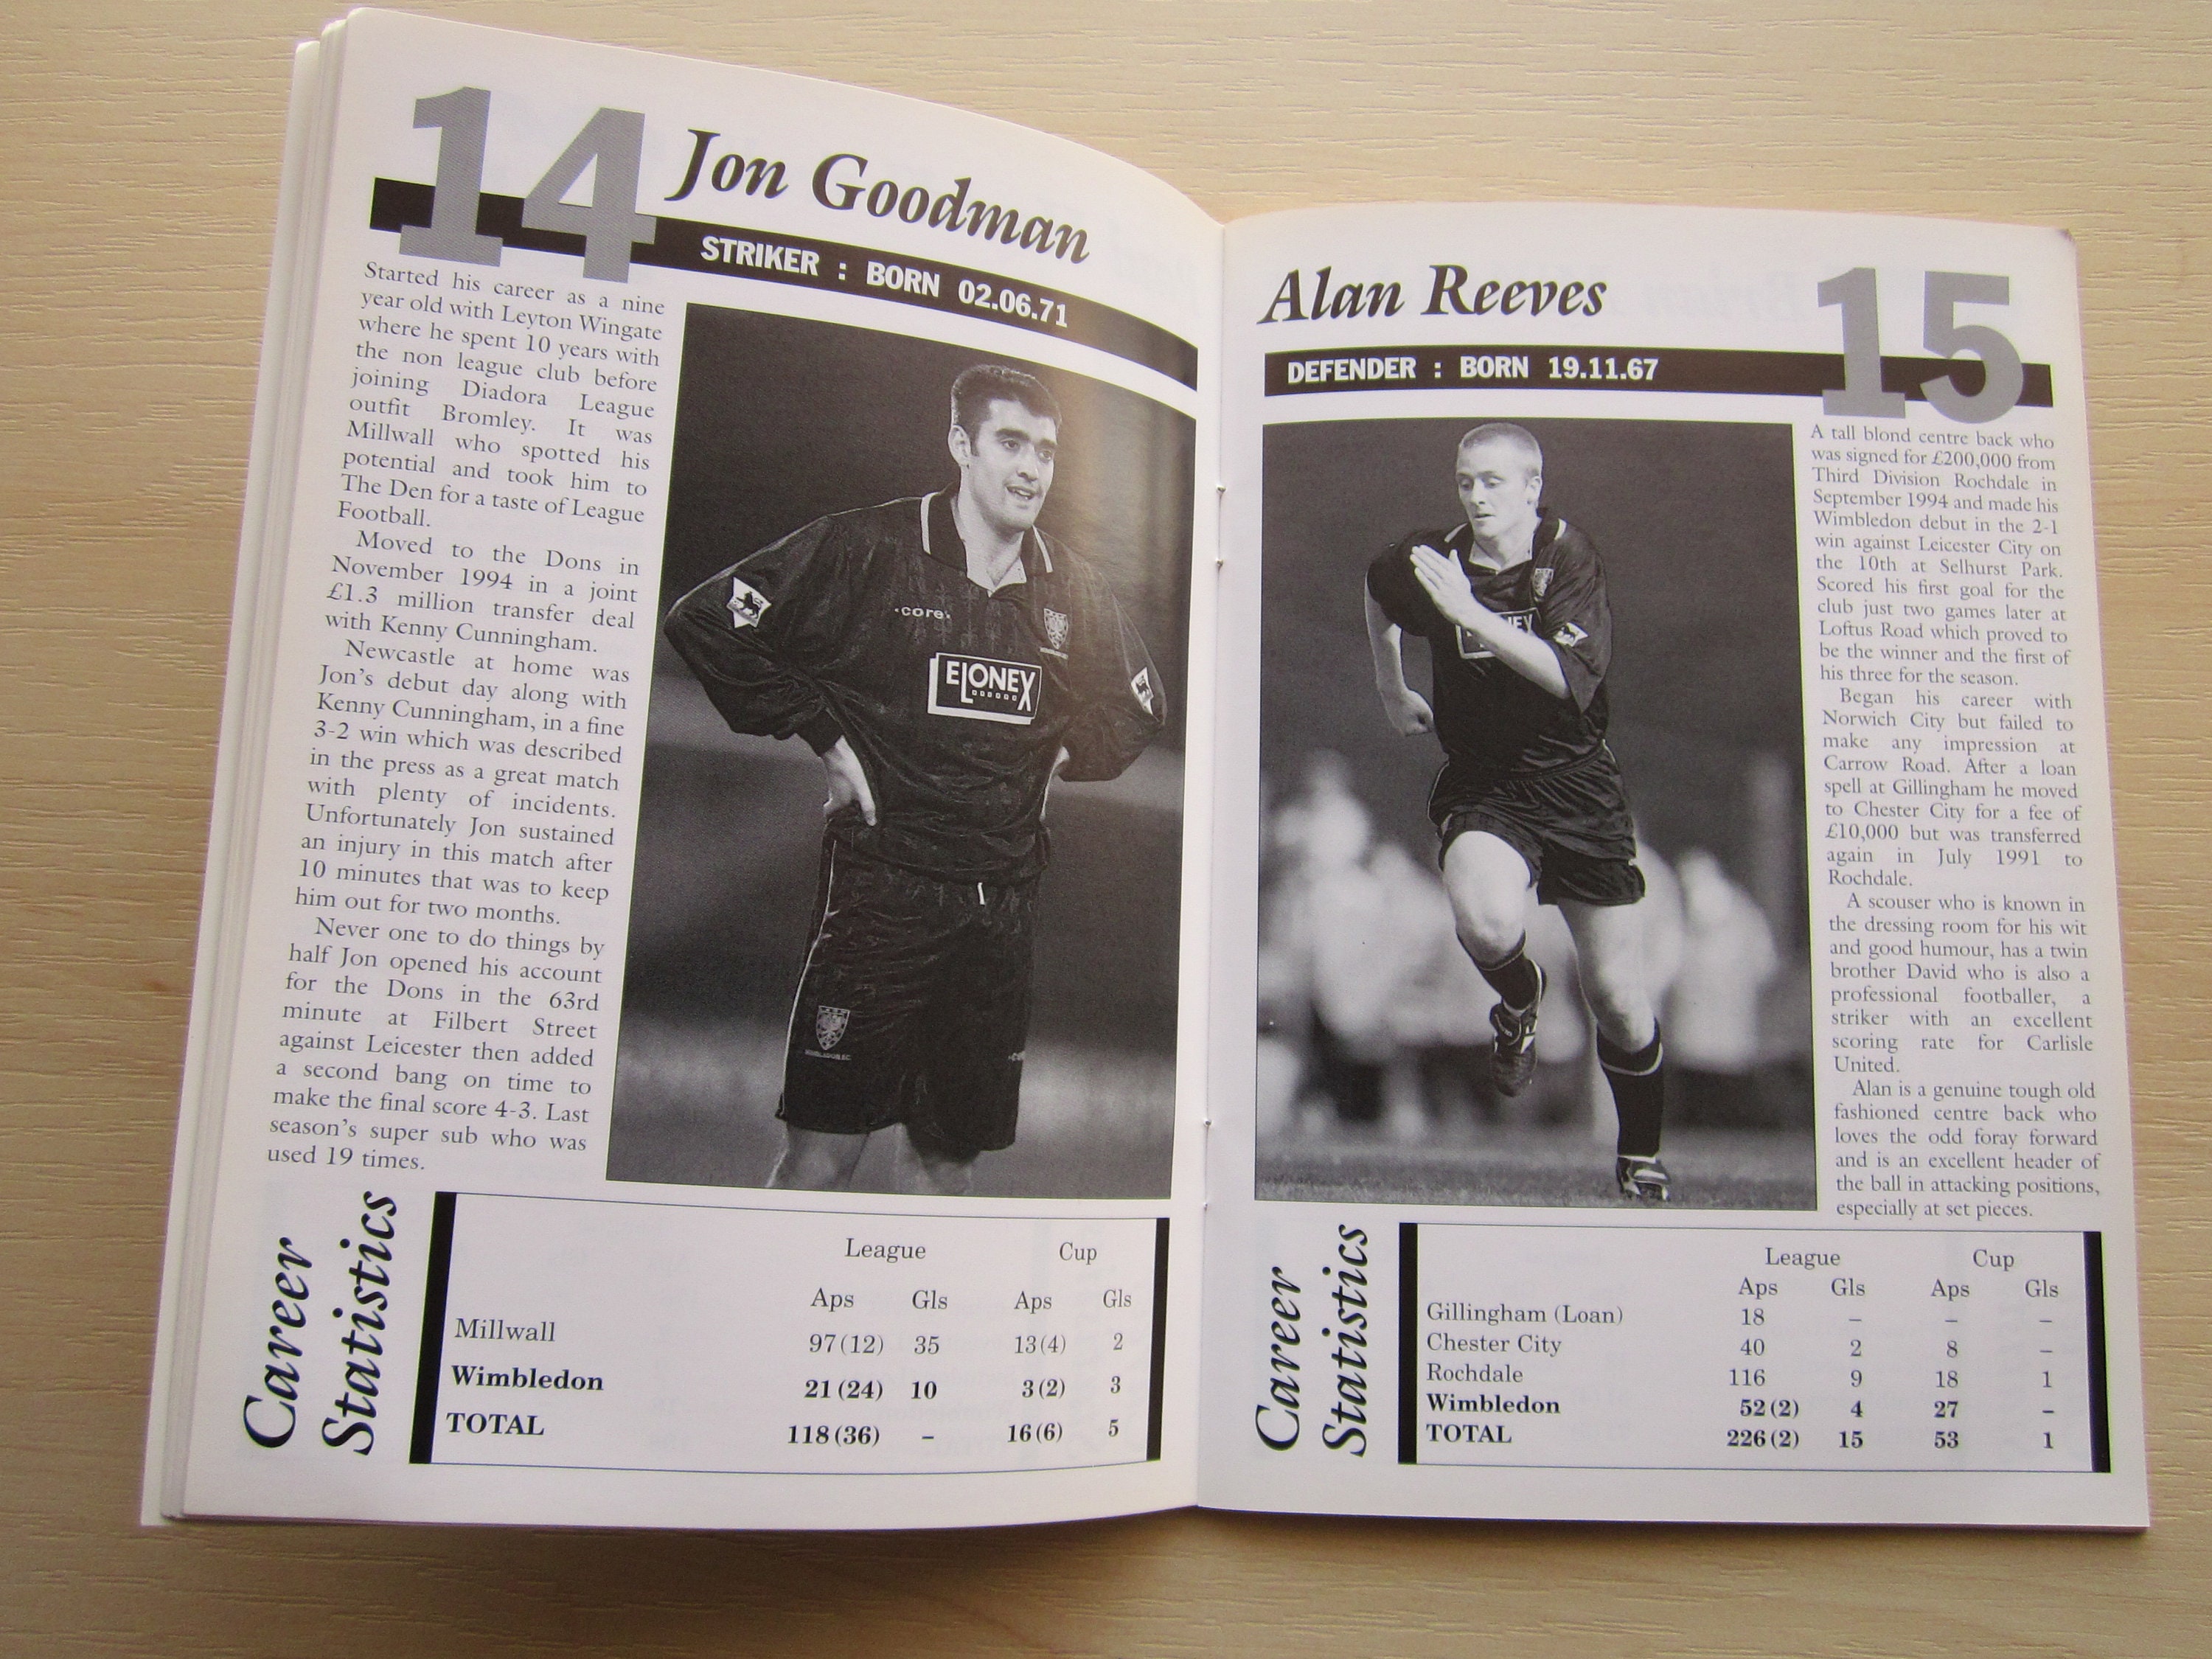 14
Jon Goodman
STRIKER : BORN 02.06.71
Started his career as a nine
year old with Leyton Wingate
where he spent 10 years with
the non league club before
joining Diadora League
outfit Bromley. It was
Millwall who spotted his
potential and took him to
The Den for a taste of League
Football.
Moved to the Dons in
November 1994 in a joint
£1.3 million transfer deal
with Kenny Cunningham.
Newcastle at home was
Jon's debut day along with
Kenny Cunningham, in a fine
3-2 win which was described
in the press as a great match
with plenty of incidents.
Unfortunately Jon sustained
an injury in this match after
10 minutes that was to keep
him out for two months.
Never one to do things by
half Jon opened his account
for the Dons in the 63rd
minute at Filbert Street
against Leicester then added
a second bang on time to
make the final score 4-3. Last
season's super sub who was
used 19 times.
·core·
ELONEX
WIMBLEDON F.C.
Career
Statistics
League Cup
Aps Gls Aps Gls
Millwall 97(12) 35 13(4) 2
Wimbledon 21(24) 10 3(2) 3
TOTAL 118(36) – 16(6) 5
Alan Reeves
15
DEFENDER : BORN 19.11.67
A tall blond centre back who
was signed for £200,000 from
Third Division Rochdale in
September 1994 and made his
Wimbledon debut in the 2-1
win against Leicester City on
the 10th at Selhurst Park.
Scored his first goal for the
club just two games later at
Loftus Road which proved to
be the winner and the first of
his three for the season.
Began his career with
Norwich City but failed to
make any impression at
Carrow Road. After a loan
spell at Gillingham he moved
to Chester City for a fee of
£10,000 but was transferred
again in July 1991 to
Rochdale.
A scouser who is known in
the dressing room for his wit
and good humour, has a twin
brother David who is also a
professional footballer, a
striker with an excellent
scoring rate for Carlisle
United.
Alan is a genuine tough old
fashioned centre back who
loves the odd foray forward
and is an excellent header of
the ball in attacking positions,
especially at set pieces.
Career
Statistics
League Cup
Aps Gls Aps Gls
Gillingham (Loan) 18 – – –
Chester City 40 2 8 –
Rochdale 116 9 18 1
Wimbledon 52(2) 4 27 –
TOTAL 226(2) 15 53 1